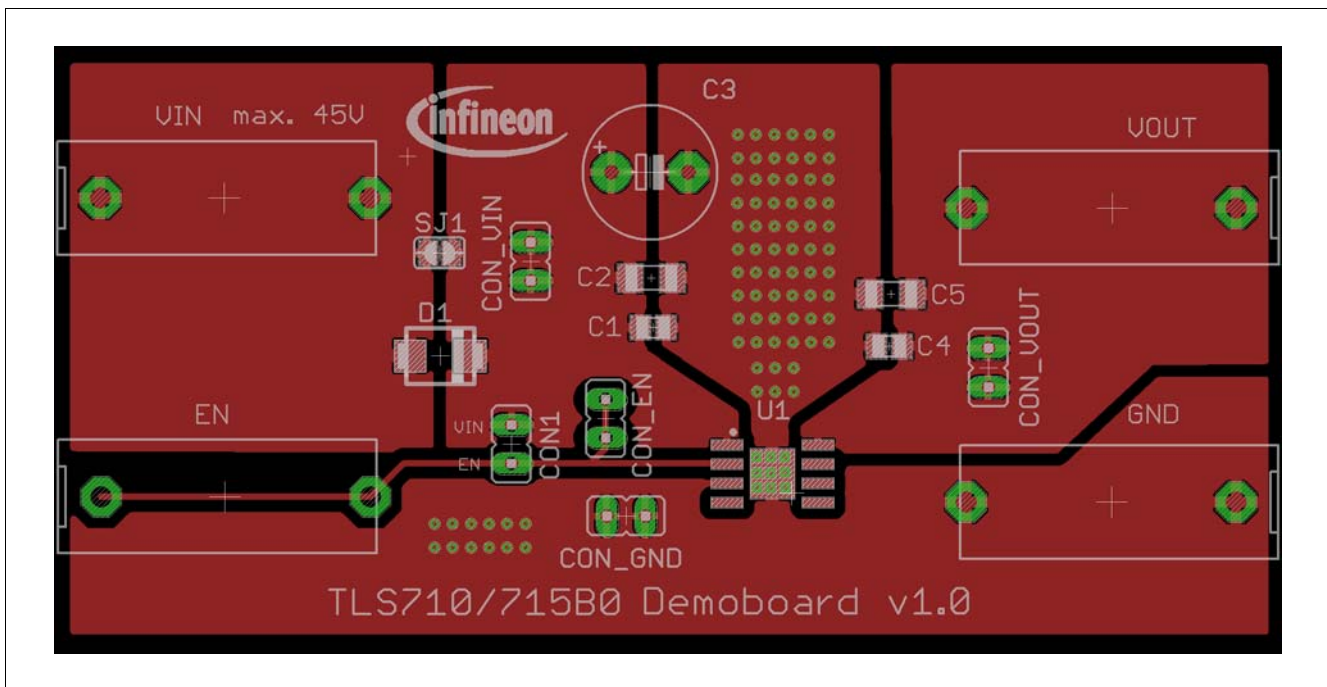 VIN max. 45V
infineon
C3
VOUT
SJ1
CON_VIN
C2
C5
D1
C1
C4
CON_VOUT
EN
U1
GND
VIN
CON1
CON_EN
EN
CON_GND
TLS710/715B0 Demoboard v1.0